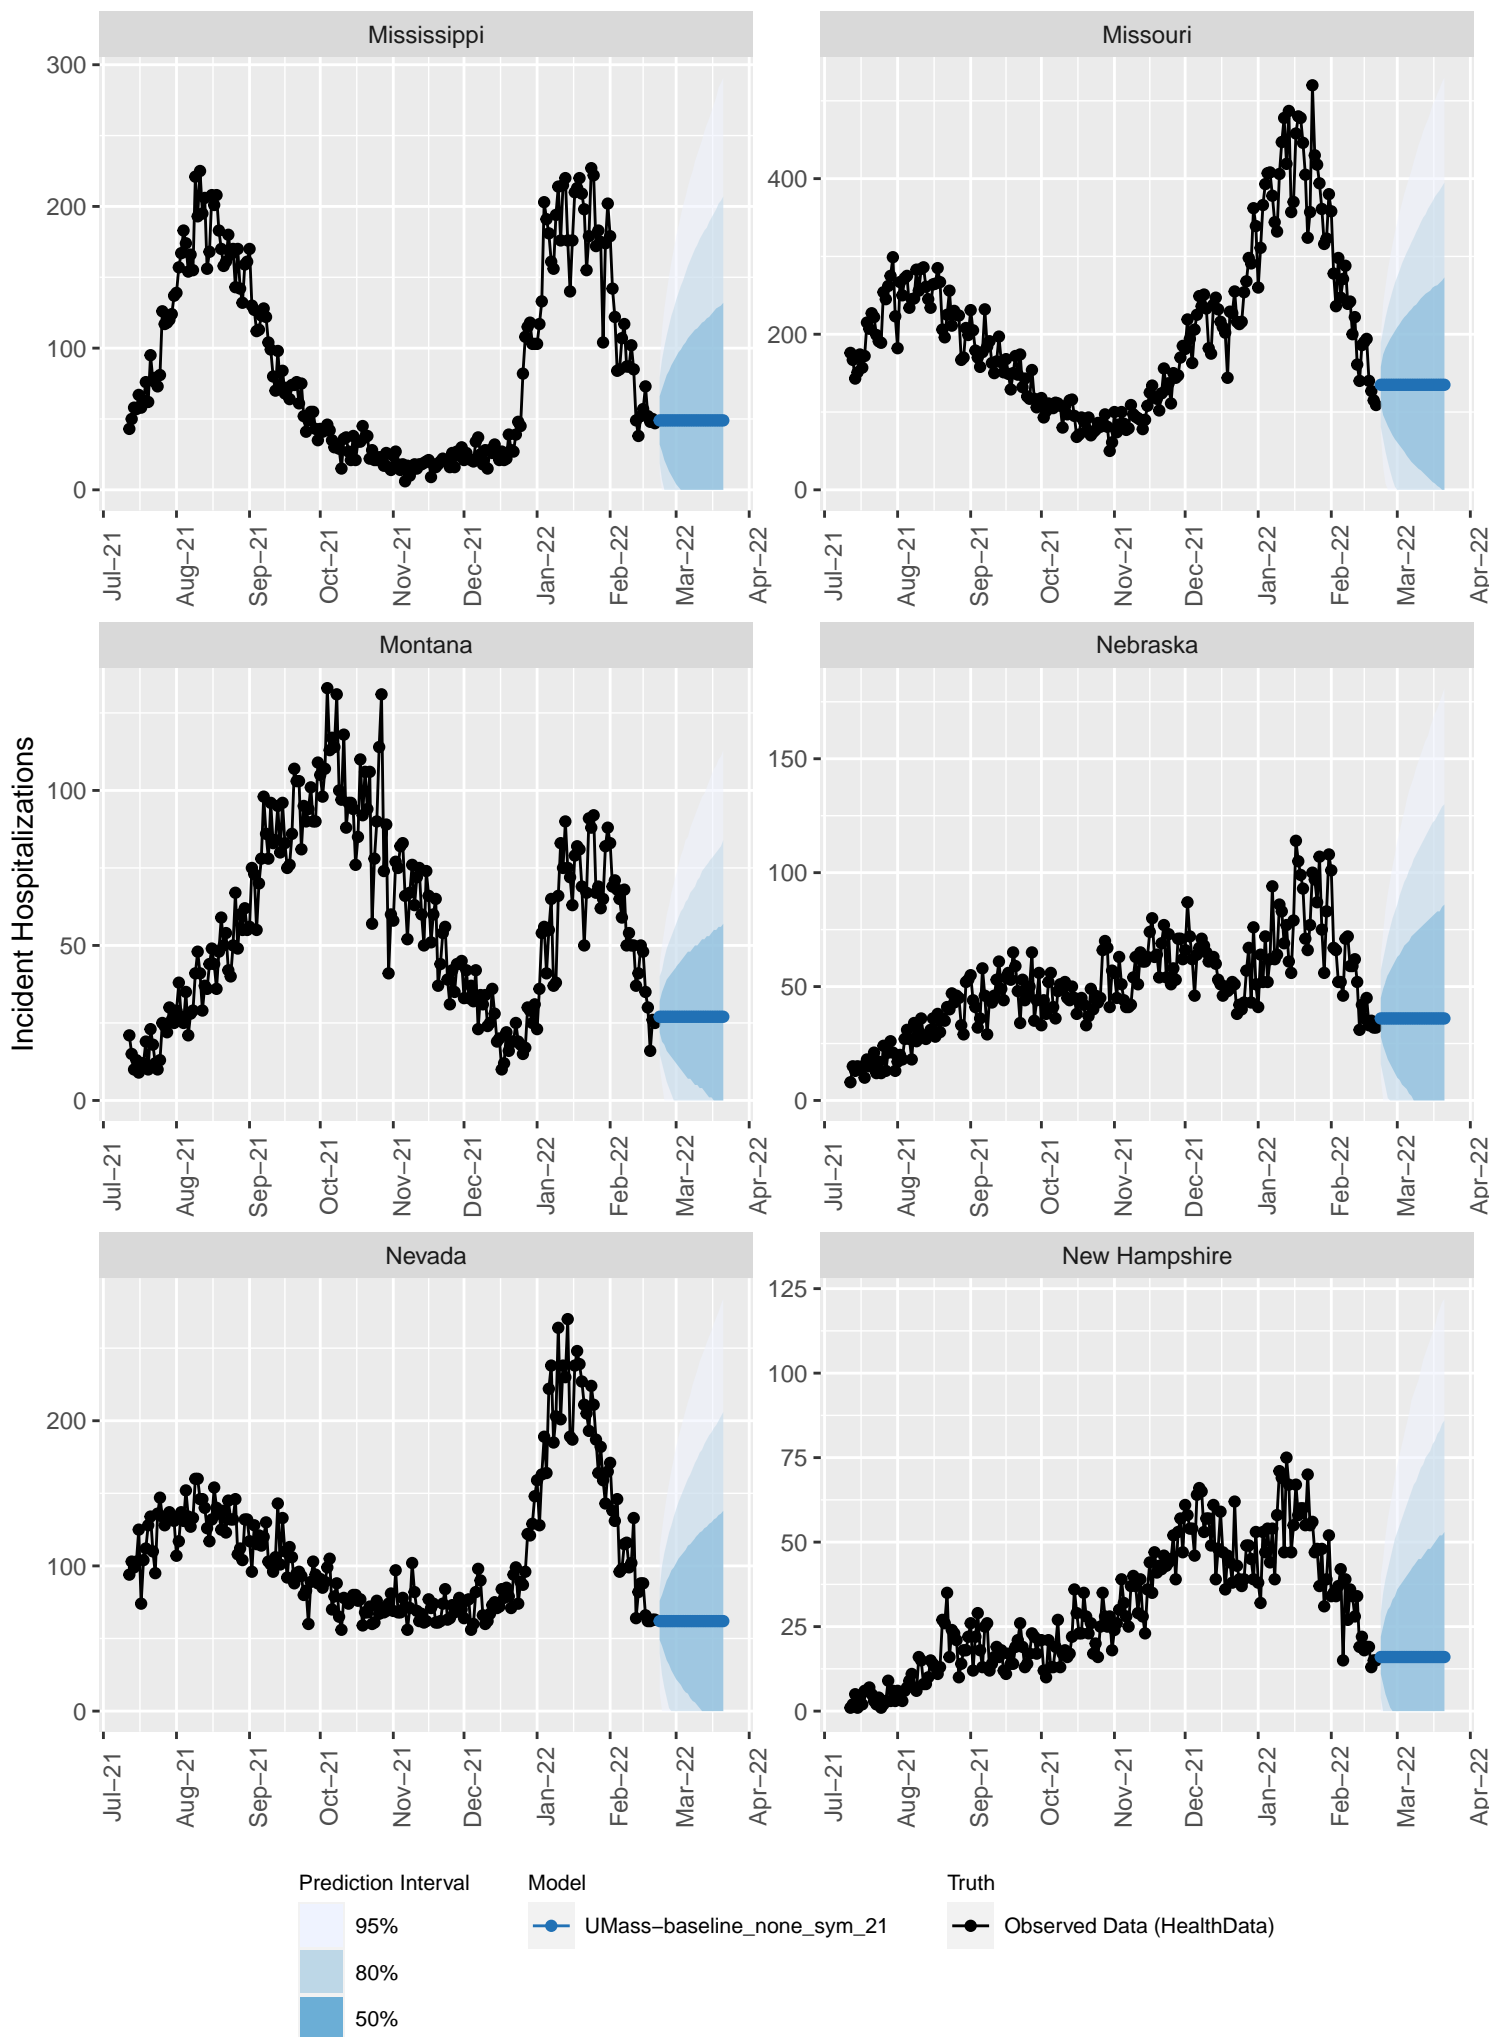 Mississippi
Missouri
300
200
100
0
400
200
0
Jul−21
Aug−21
Sep−21
Oct−21
Nov−21
Dec−21
Jan−22
Feb−22
Mar−22
Apr−22
Jul−21
Aug−21
Sep−21
Oct−21
Nov−21
Dec−21
Jan−22
Feb−22
Mar−22
Apr−22
Incident Hospitalizations
Montana
Nebraska
100
50
0
150
100
50
0
Jul−21
Aug−21
Sep−21
Oct−21
Nov−21
Dec−21
Jan−22
Feb−22
Mar−22
Apr−22
Jul−21
Aug−21
Sep−21
Oct−21
Nov−21
Dec−21
Jan−22
Feb−22
Mar−22
Apr−22
Nevada
New Hampshire
200
100
0
125
100
75
50
25
0
Jul−21
Aug−21
Sep−21
Oct−21
Nov−21
Dec−21
Jan−22
Feb−22
Mar−22
Apr−22
Jul−21
Aug−21
Sep−21
Oct−21
Nov−21
Dec−21
Jan−22
Feb−22
Mar−22
Apr−22
Prediction Interval
95%
80%
50%
Model
UMass−baseline_none_sym_21
Truth
Observed Data (HealthData)